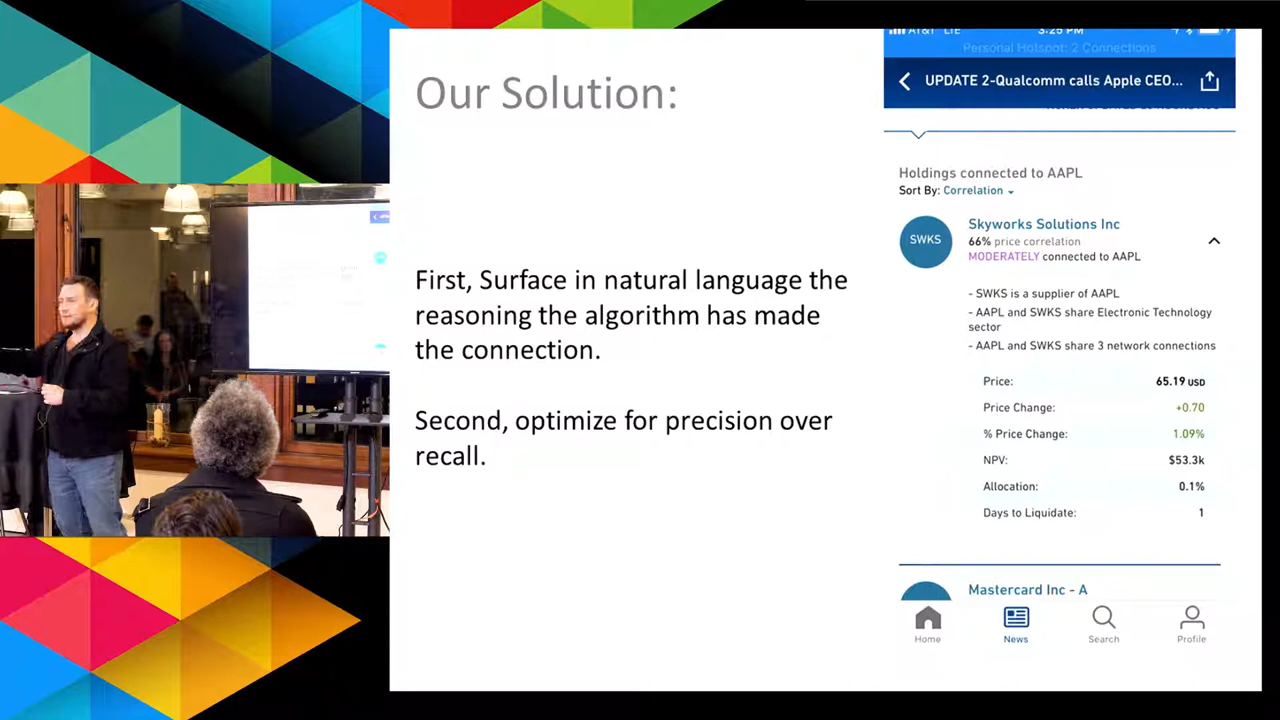 Our Solution:
First, Surface in natural language the
reasoning the algorithm has made
the connection.
Second, optimize for precision over
recall.
AT&T LTE
3:25 PM
Personal Hotspot: 2 Connections
UPDATE 2-Qualcomm calls Apple CEO...
Holdings connected to AAPL
Sort By: Correlation
SWKS
Skyworks Solutions Inc
66% price correlation
MODERATELY connected to AAPL
- SWKS is a supplier of AAPL
- AAPL and SWKS share Electronic Technology
sector
- AAPL and SWKS share 3 network connections
Price: 65.19 USD
Price Change: +0.70
% Price Change: 1.09%
NPV: $53.3k
Allocation: 0.1%
Days to Liquidate: 1
Mastercard Inc - A
Home
News
Search
Profile